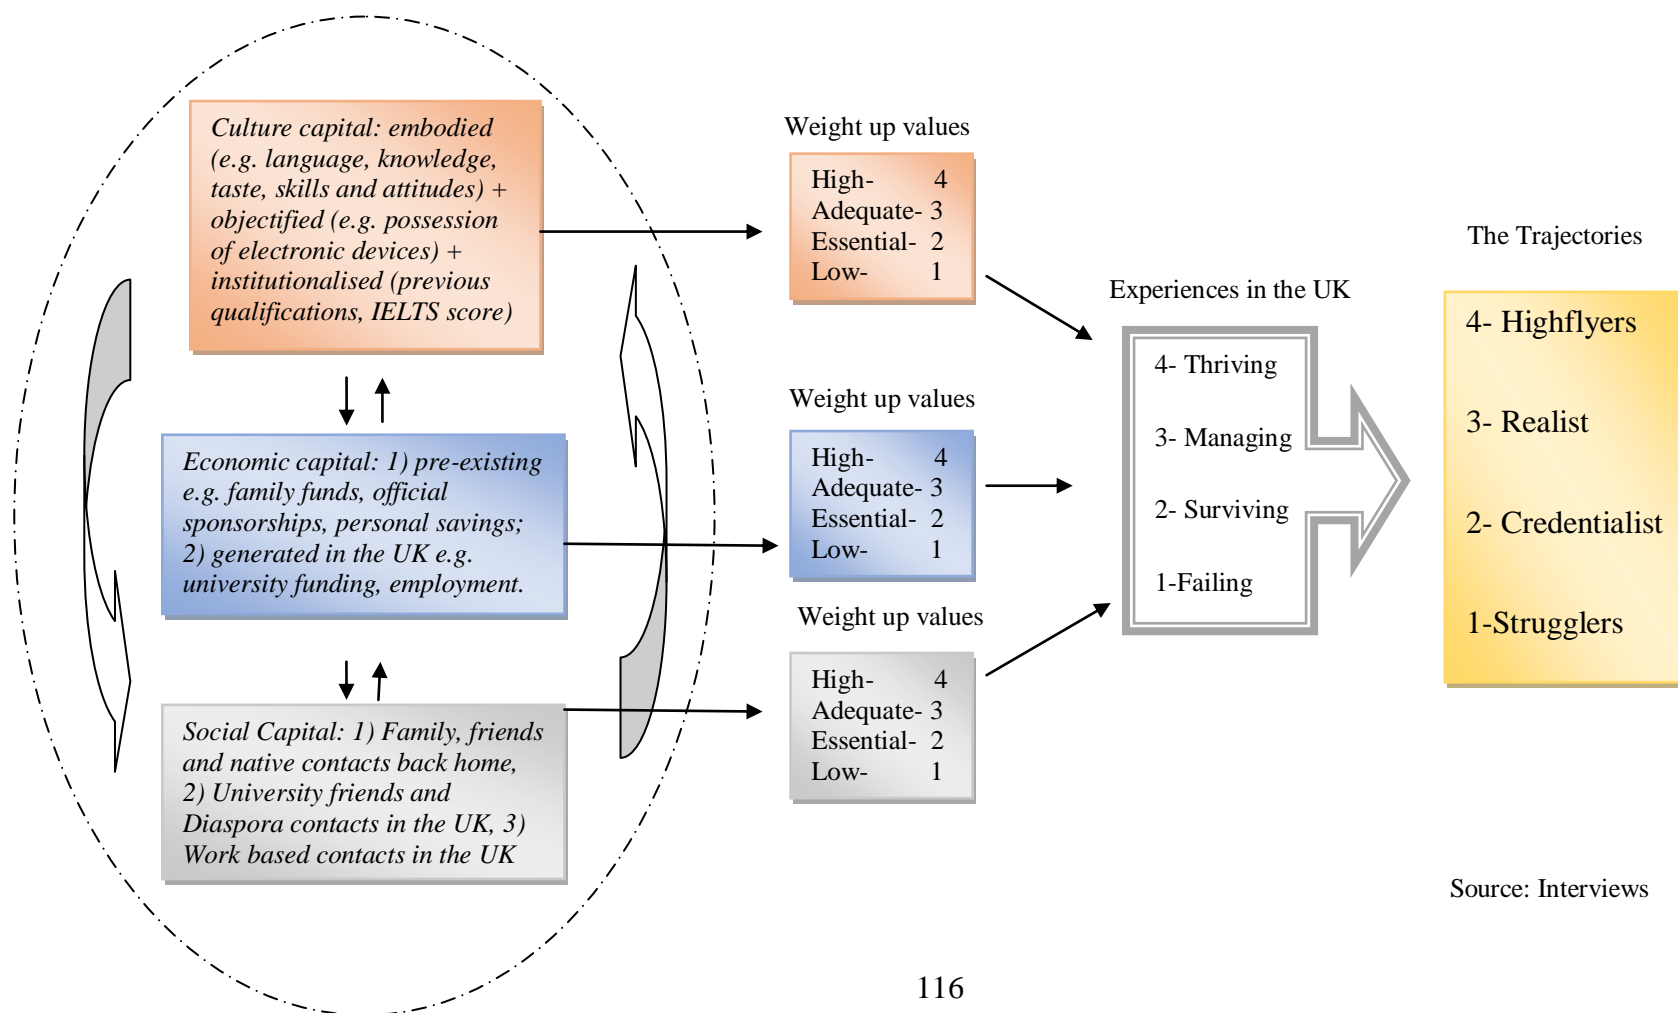 Culture capital: embodied
(e.g. language, knowledge,
taste, skills and attitudes) +
objectified (e.g. possession
of electronic devices) +
institutionalised (previous
qualifications, IELTS score)
Economic capital: 1) pre-existing
e.g. family funds, official
sponsorships, personal savings;
2) generated in the UK e.g.
university funding, employment.
Social Capital: 1) Family, friends
and native contacts back home,
2) University friends and
Diaspora contacts in the UK, 3)
Work based contacts in the UK
Weight up values
High- 4
Adequate- 3
Essential- 2
Low- 1
Weight up values
High- 4
Adequate- 3
Essential- 2
Low- 1
Weight up values
High- 4
Adequate- 3
Essential- 2
Low- 1
Experiences in the UK
4- Thriving
3- Managing
2- Surviving
1-Failing
The Trajectories
4- Highflyers
3- Realist
2- Credentialist
1-Strugglers
Source: Interviews
116